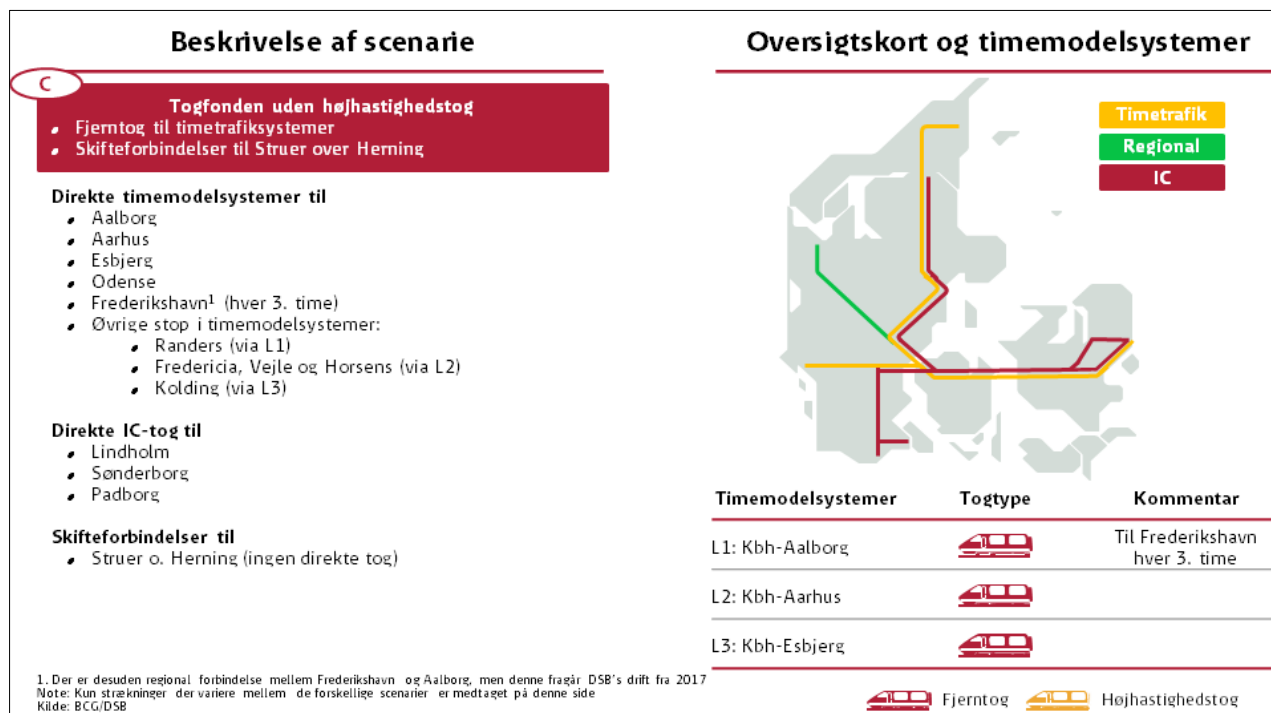 Beskrivelse af scenarie
C
Togfonden uden højhastighedstog
• Fjerntog til timetrafiksystemer
• Skifteforbindelser til Struer over Herning
Direkte timemodelsystemer til
• Aalborg
• Aarhus
• Esbjerg
• Odense
• Frederikshavn¹ (hver 3. time)
• Øvrige stop i timemodelsystemer:
• Randers (via L1)
• Fredericia, Vejle og Horsens (via L2)
• Kolding (via L3)
Direkte IC-tog til
• Lindholm
• Sønderborg
• Padborg
Skifteforbindelser til
• Struer o. Herning (ingen direkte tog)
1. Der er desuden regional forbindelse mellem Frederikshavn og Aalborg, men denne fragår DSB's drift fra 2017
Note: Kun strækninger der variere mellem de forskellige scenarier er medtaget på denne side
Kilde: BCG/DSB
Oversigtskort og timemodelsystemer
Timetrafik
Regional
IC
Timemodelsystemer Togtype Kommentar
L1: Kbh-Aalborg Til Frederikshavn
hver 3. time
L2: Kbh-Aarhus
L3: Kbh-Esbjerg
Fjerntog Højhastighedstog